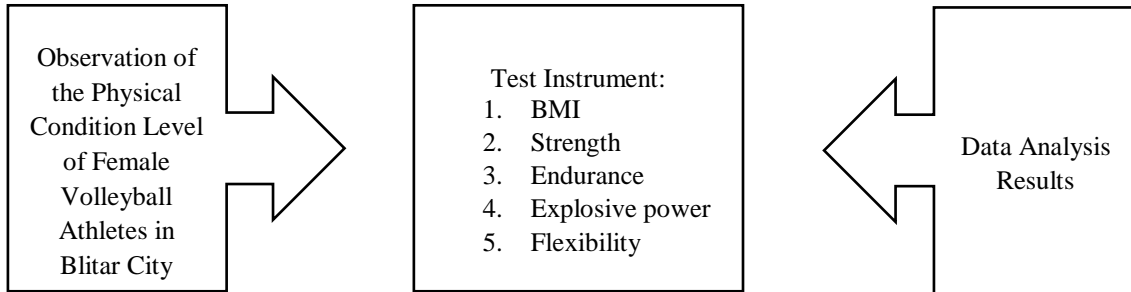 Observation of
the Physical
Condition Level
of Female
Volleyball
Athletes in
Blitar City
Test Instrument:
1. BMI
2. Strength
3. Endurance
4. Explosive power
5. Flexibility
Data Analysis
Results